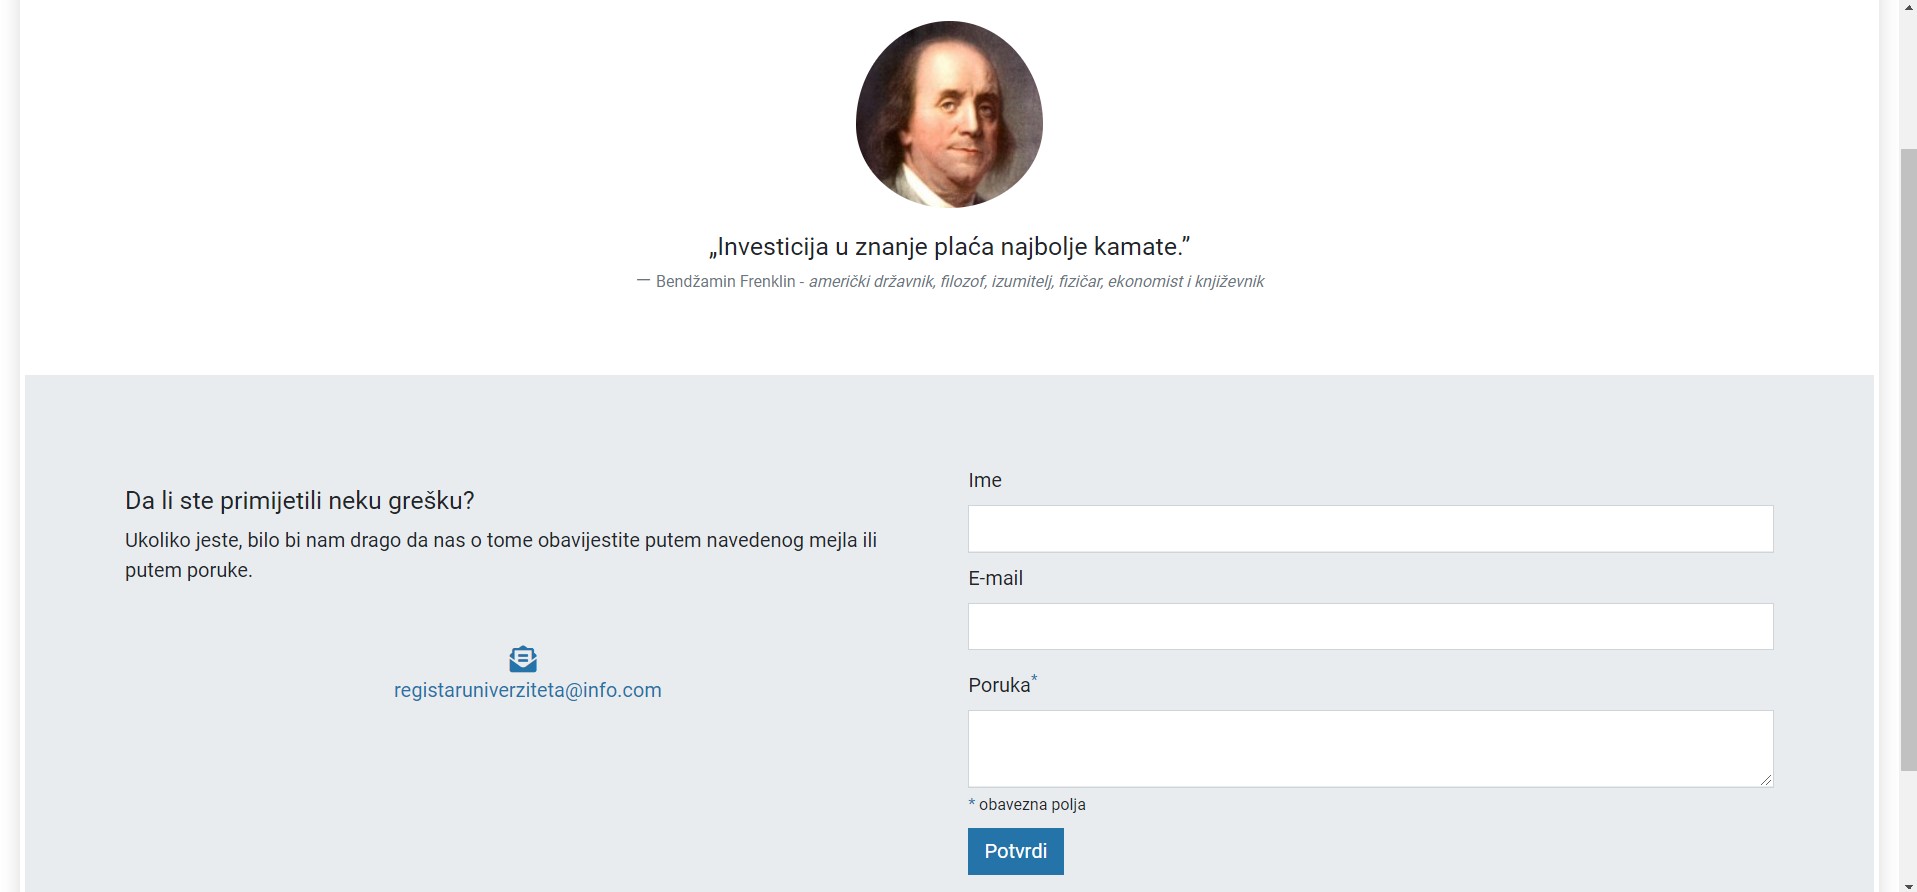 „Investicija u znanje plaća najbolje kamate.”
— Bendžamin Frenklin - američki državnik, filozof, izumitelj, fizičar, ekonomist i književnik
Da li ste primijetili neku grešku?
Ukoliko jeste, bilo bi nam drago da nas o tome obavijestite putem navedenog mejla ili
putem poruke.
registaruniverziteta@info.com
Ime
E-mail
Poruka*
* obavezna polja
Potvrdi